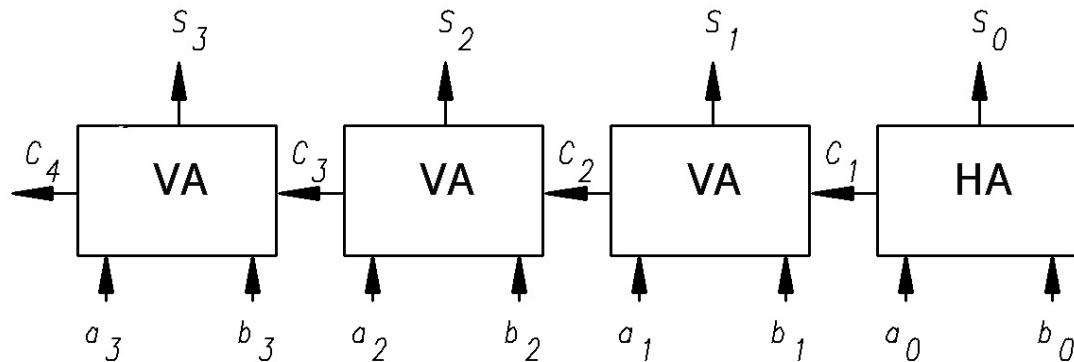 S3 S2 S1 S0
C4 VA C3 VA C2 VA C1 HA
a3 b3 a2 b2 a1 b1 a0 b0